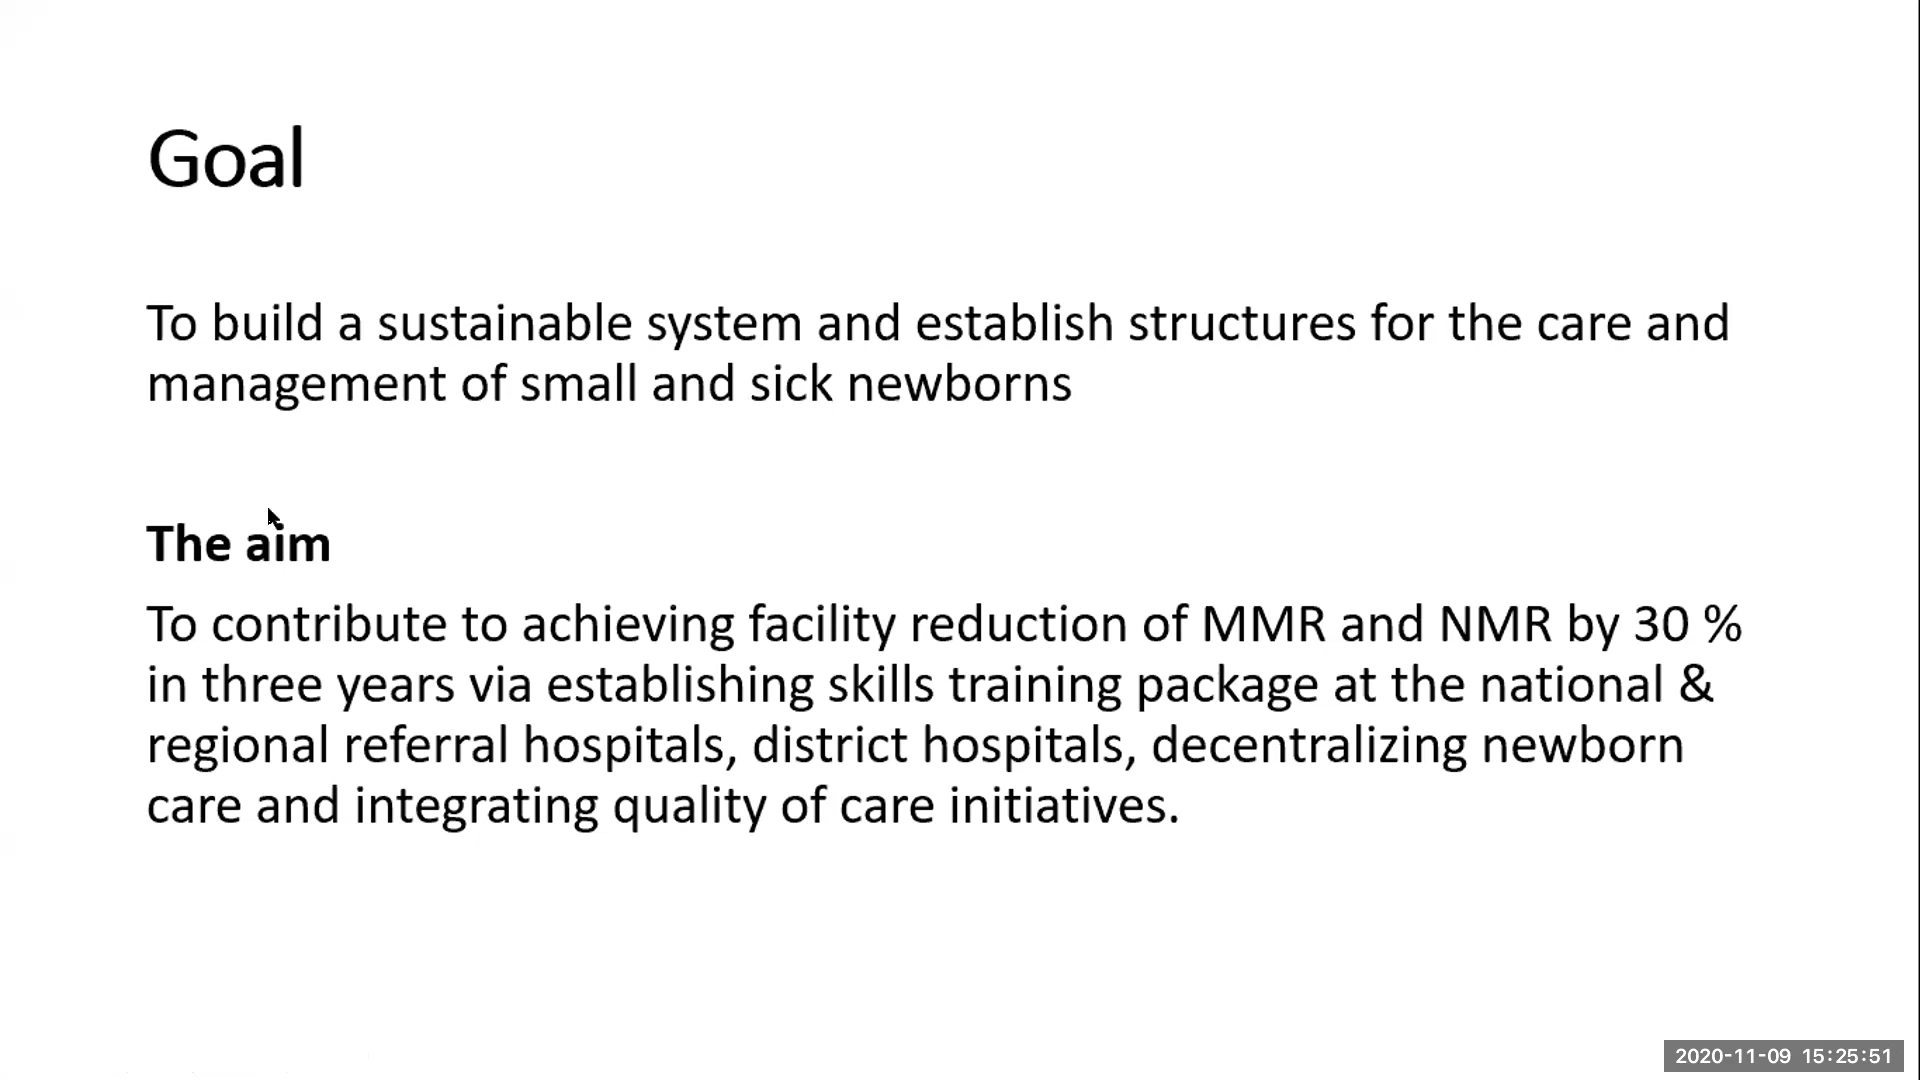 Goal
To build a sustainable system and establish structures for the care and
management of small and sick newborns
The aim
To contribute to achieving facility reduction of MMR and NMR by 30 %
in three years via establishing skills training package at the national &
regional referral hospitals, district hospitals, decentralizing newborn
care and integrating quality of care initiatives.
2020-11-09 15:25:51